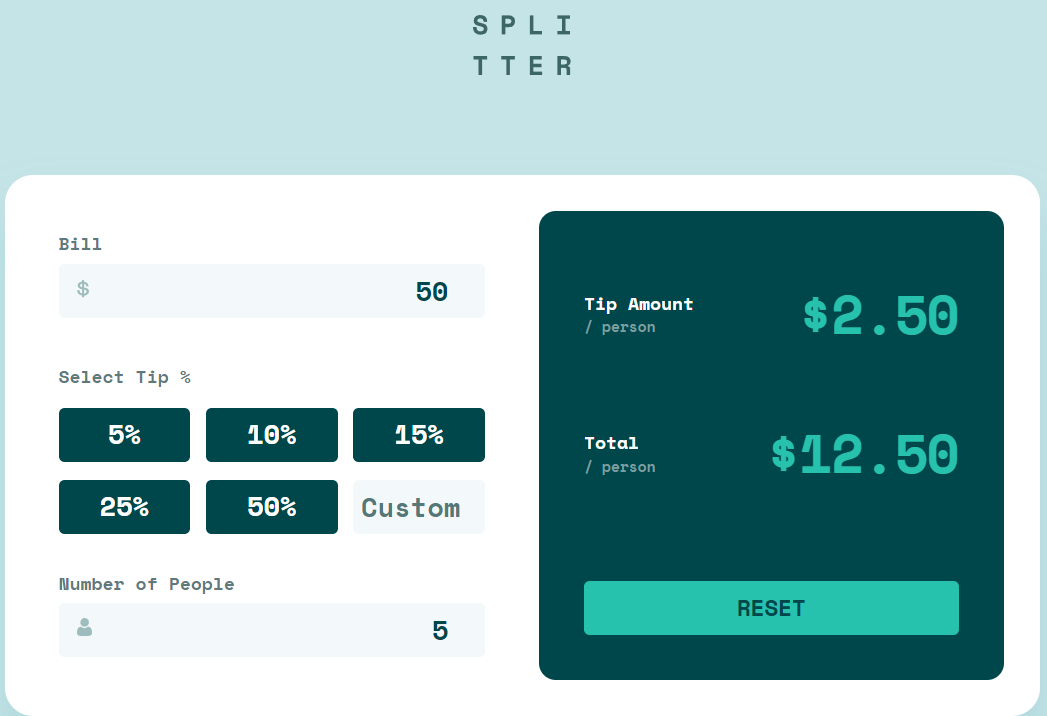 SPLI
TTER
Bill
$
50
Select Tip %
5%
10%
15%
25%
50%
Custom
Number of People
5
Tip Amount
/ person
$2.50
Total
/ person
$12.50
RESET